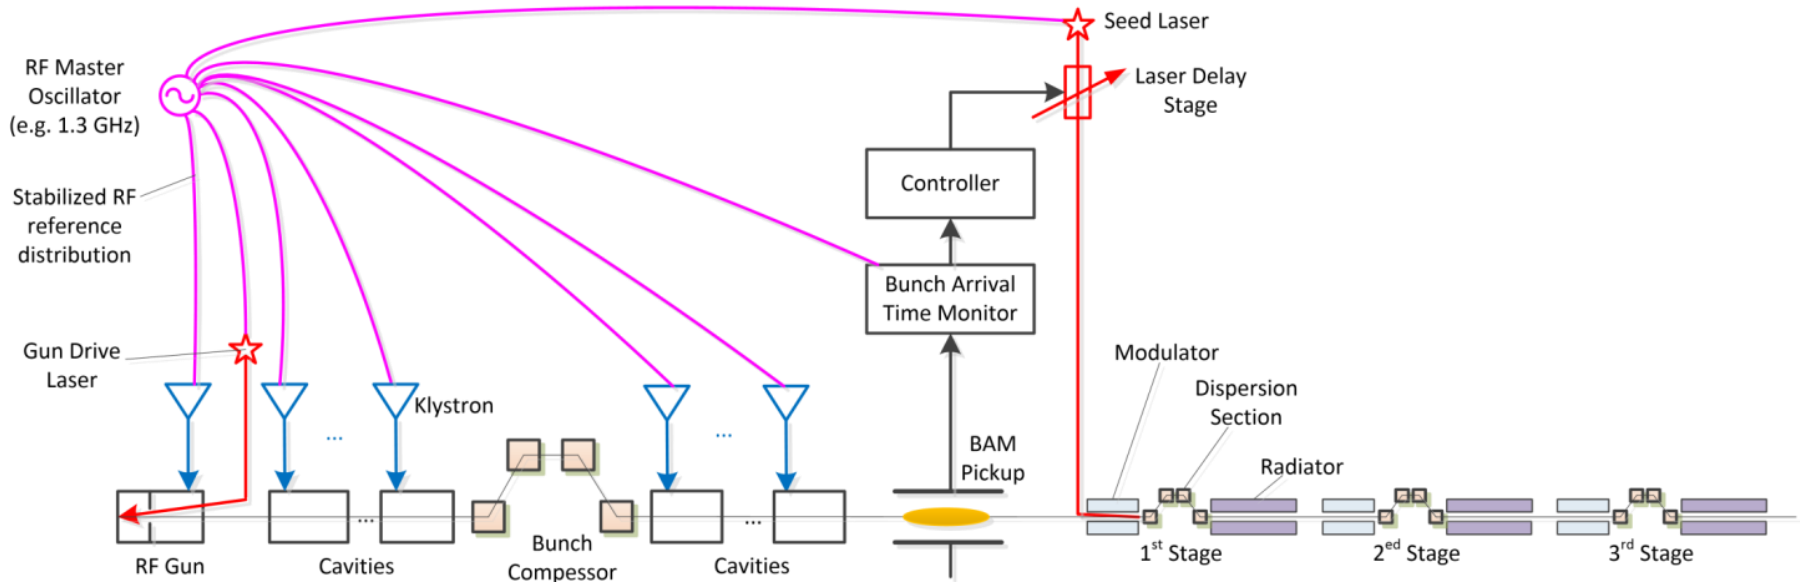 Seed Laser
RF Master
Oscillator
(e.g. 1.3 GHz)
Laser Delay
Stage
Controller
Stabilized RF
reference
distribution
Bunch Arrival
Time Monitor
Gun Drive
Laser
Klystron
...
...
Modulator
Dispersion
Section
BAM
Pickup
Radiator
...
...
RF Gun
Cavities
Bunch
Compessor
Cavities
1st Stage
2ed Stage
3rd Stage